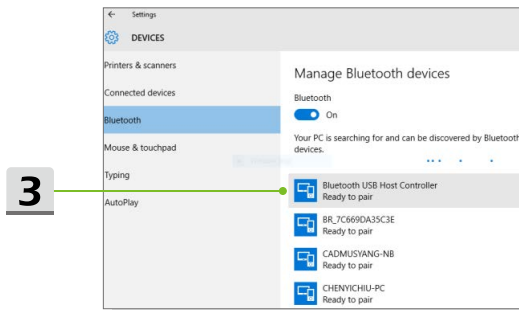 ← Settings
DEVICES
Printers & scanners
Connected devices
Bluetooth
Mouse & touchpad
Typing
AutoPlay
Manage Bluetooth devices
Bluetooth
On
Your PC is searching for and can be discovered by Bluetooth
devices.
3
Bluetooth USB Host Controller
Ready to pair
BR_7C669DA35C3E
Ready to pair
CADMUSYANG-NB
Ready to pair
CHENYICHIU-PC
Ready to pair